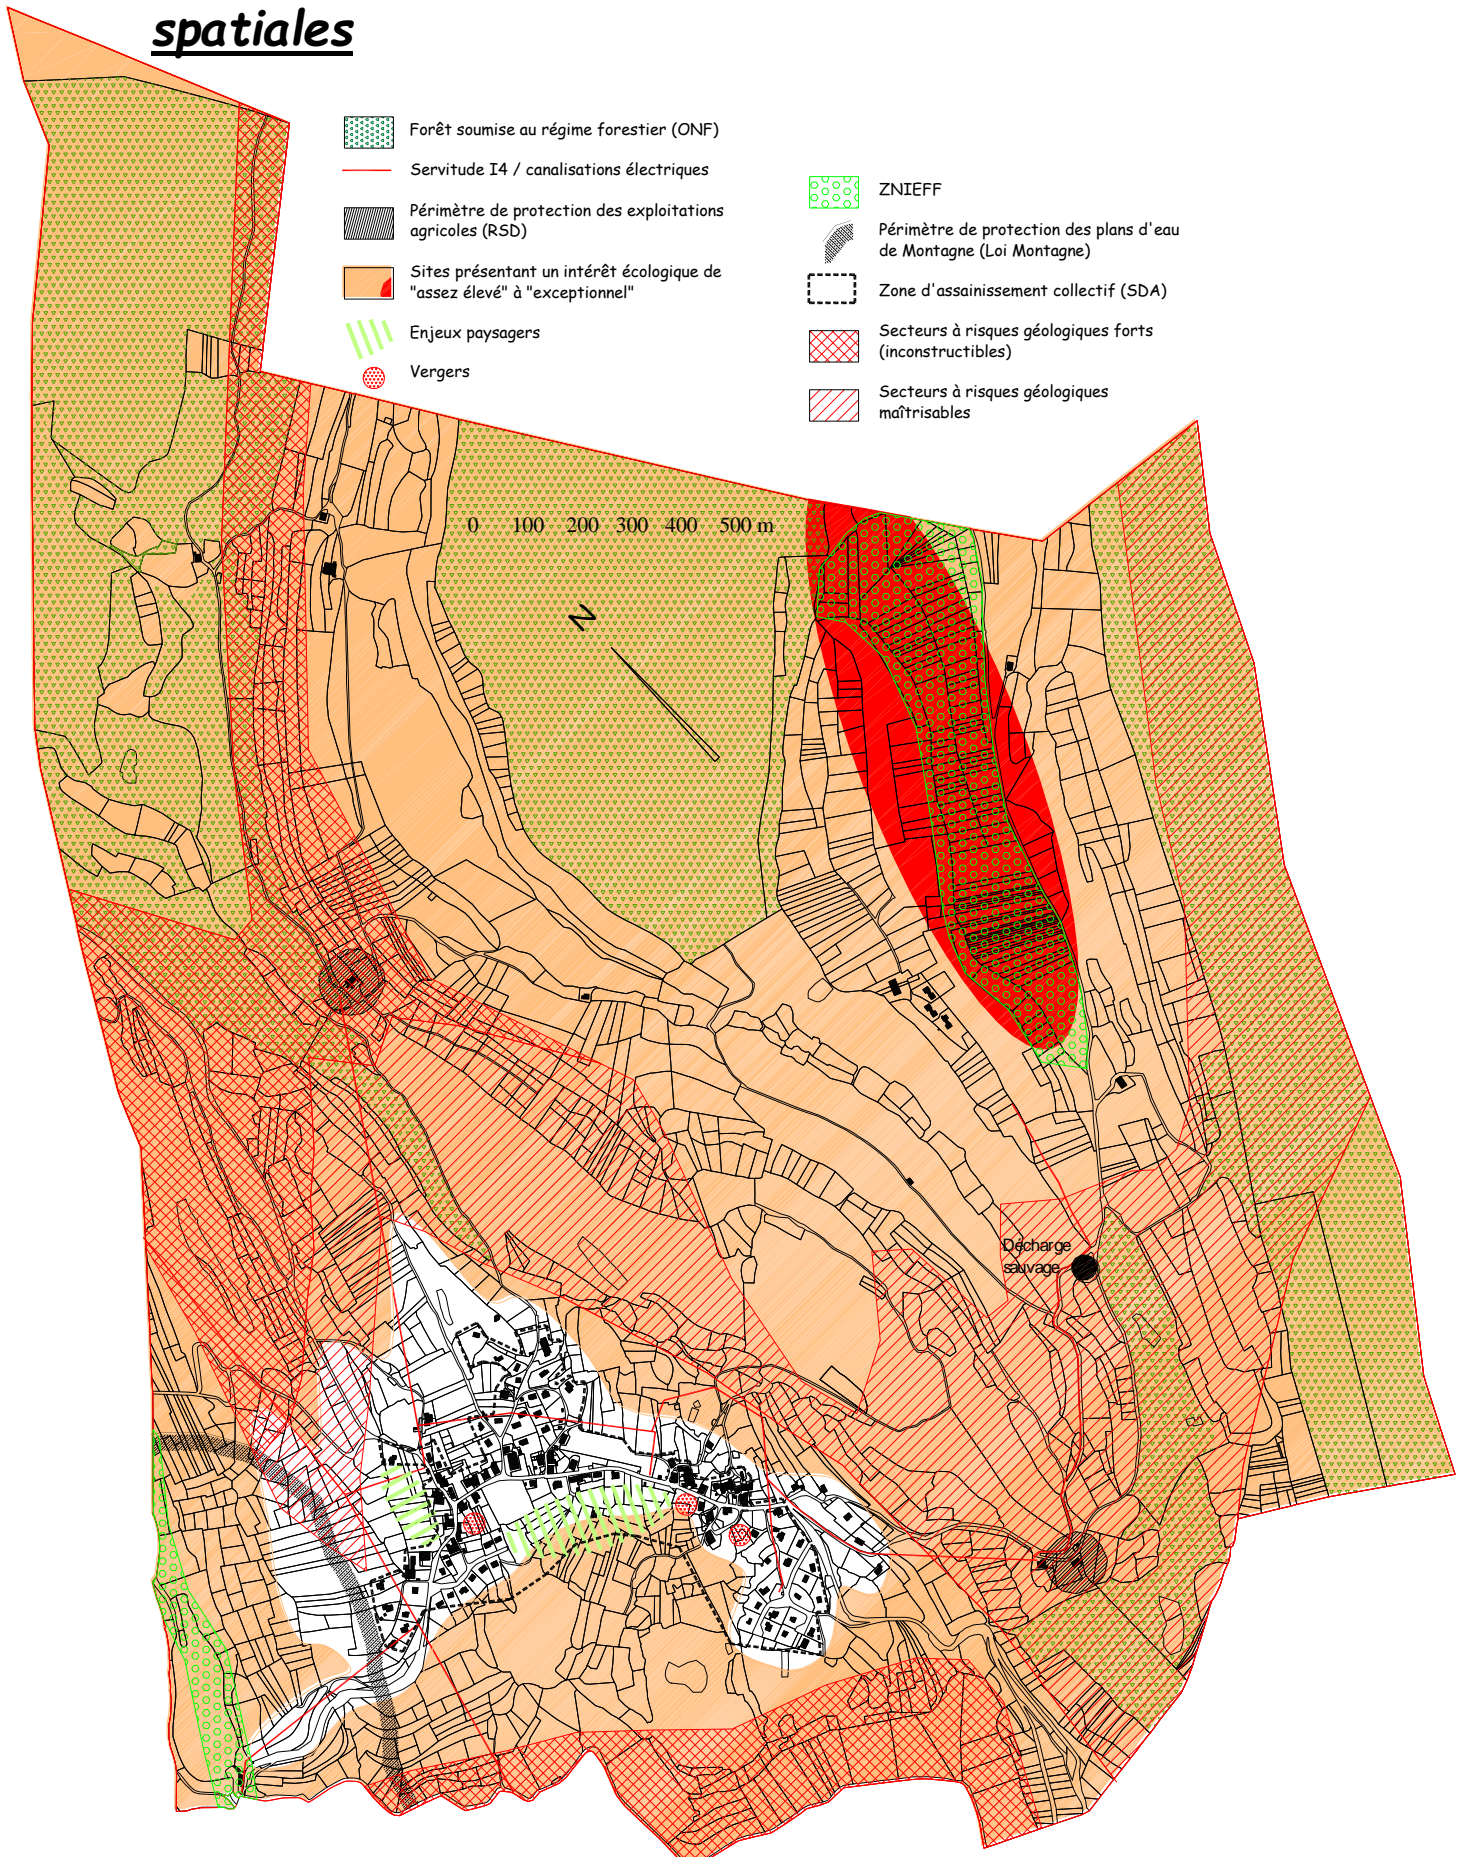 spatiales
Forêt soumise au régime forestier (ONF)
Servitude I4 / canalisations électriques
Périmètre de protection des exploitations
agricoles (RSD)
Sites présentant un intérêt écologique de
"assez élevé" à "exceptionnel"
Enjeux paysagers
Vergers
ZNIEFF
Périmètre de protection des plans d'eau
de Montagne (Loi Montagne)
Zone d'assainissement collectif (SDA)
Secteurs à risques géologiques forts
(inconstructibles)
Secteurs à risques géologiques
maîtrisables
0 100 200 300 400 500 m
N
Décharge
sauvage